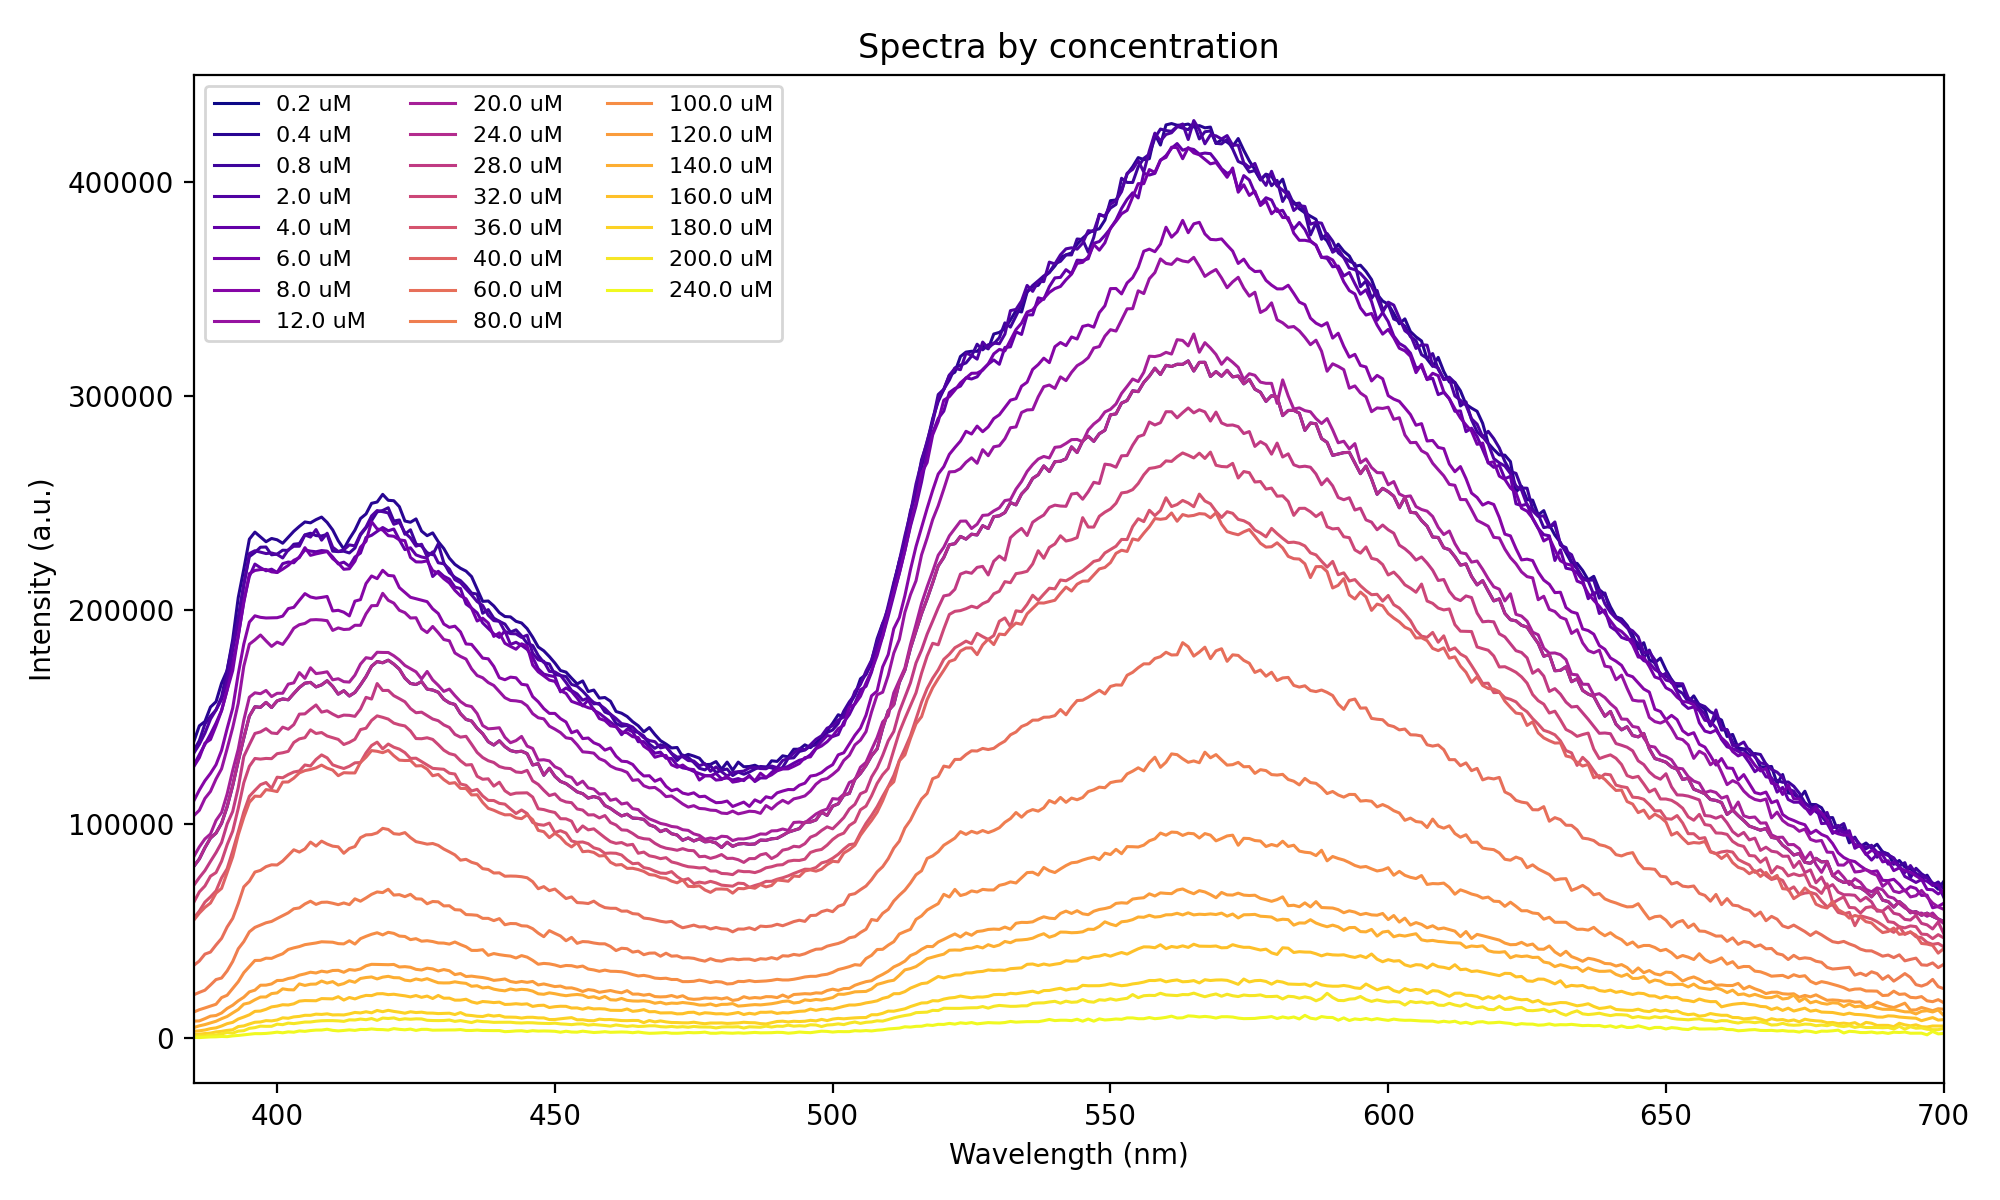 Spectra by concentration
0.2 uM
0.4 uM
0.8 uM
2.0 uM
4.0 uM
6.0 uM
8.0 uM
12.0 uM
20.0 uM
24.0 uM
28.0 uM
32.0 uM
36.0 uM
40.0 uM
60.0 uM
80.0 uM
100.0 uM
120.0 uM
140.0 uM
160.0 uM
180.0 uM
200.0 uM
240.0 uM
Intensity (a.u.)
400000
300000
200000
100000
0
400 450 500 550 600 650 700
Wavelength (nm)